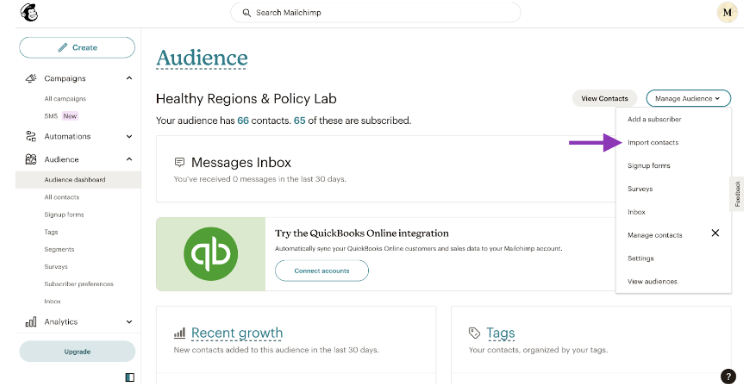 Search Mailchimp
M
Create
Campaigns
All campaigns
SMS New
Automations
Audience
Audience dashboard
All contacts
Signup forms
Tags
Segments
Surveys
Subscriber preferences
Inbox
Analytics
Upgrade
Audience
Healthy Regions & Policy Lab
View Contacts
Manage Audience
Your audience has 66 contacts. 65 of these are subscribed.
Add a subscriber
Import contacts
Signup forms
Surveys
Inbox
Manage contacts
Settings
View audiences
Messages Inbox
You've received 0 messages in the last 30 days.
qb
Try the QuickBooks Online integration
Automatically sync your QuickBooks Online customers and sales data to your Mailchimp account.
Connect accounts
Recent growth
New contacts added to this audience in the last 30 days.
Tags
Your contacts, organized by your tags.
Feedback
?